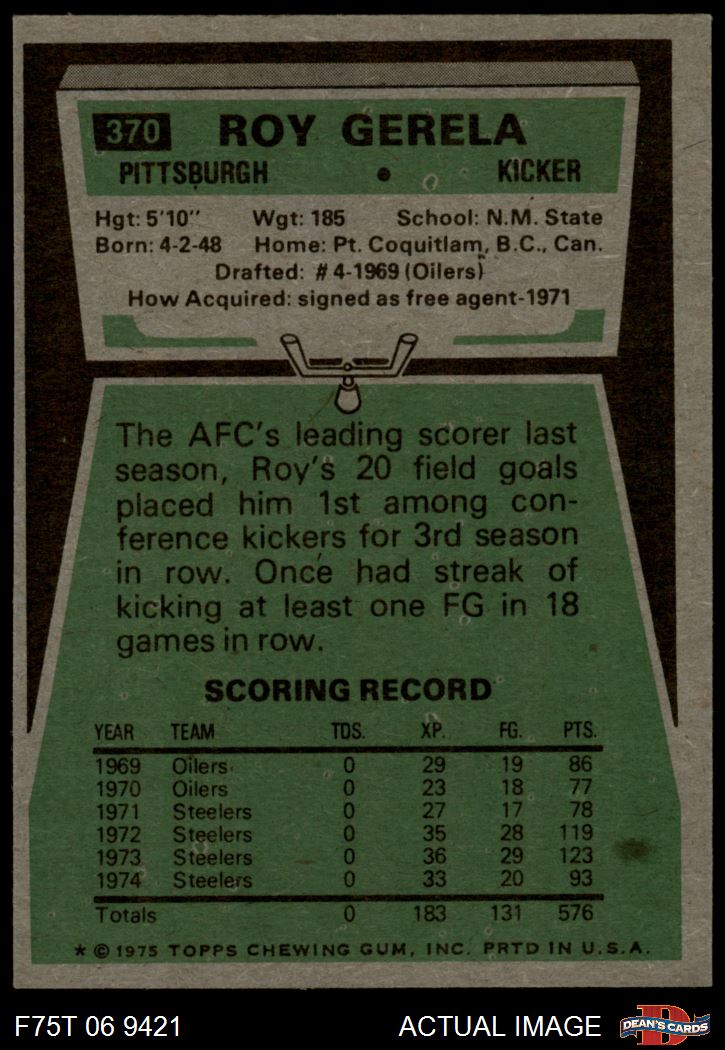 370 ROY GERELA
PITTSBURGH • KICKER
Hgt: 5'10" Wgt: 185 School: N.M. State
Born: 4-2-48 Home: Pt. Coquitlam, B.C., Can.
Drafted: #4-1969 (Oilers)
How Acquired: signed as free agent-1971
The AFC's leading scorer last
season, Roy's 20 field goals
placed him 1st among con-
ference kickers for 3rd season
in row. Once had streak of
kicking at least one FG in 18
games in row.
SCORING RECORD
YEAR TEAM TDS. XP. FG. PTS.
1969 Oilers 0 29 19 86
1970 Oilers 0 23 18 77
1971 Steelers 0 27 17 78
1972 Steelers 0 35 28 119
1973 Steelers 0 36 29 123
1974 Steelers 0 33 20 93
Totals 0 183 131 576
* © 1975 TOPPS CHEWING GUM, INC. PRTD IN U.S.A.
F75T 06 9421 ACTUAL IMAGE D DEAN'S CARDS